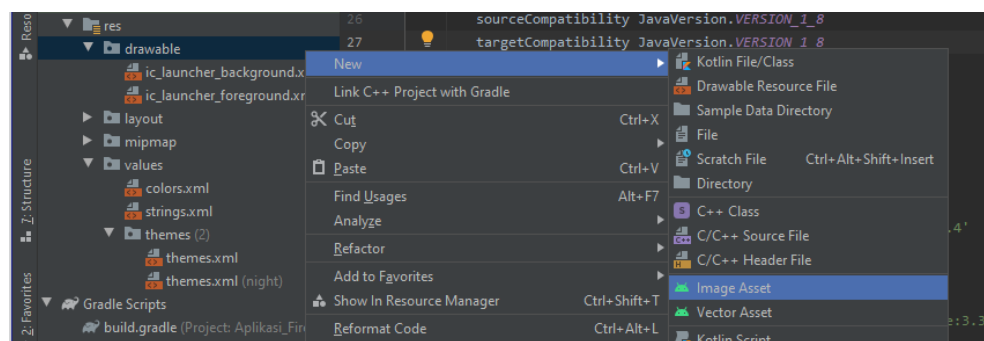 Reso
res
drawable
ic_launcher_background.x
ic_launcher_foreground.xr
layout
mipmap
values
colors.xml
strings.xml
themes (2)
themes.xml
themes.xml (night)
Gradle Scripts
build.gradle (Project: Aplikasi_Fire
Z: Structure
2: Favorites
26 sourceCompatibility JavaVersion.VERSION_1_8
27 targetCompatibility JavaVersion.VERSION_1_8
New
Link C++ Project with Gradle
Cut Ctrl+X
Copy
Paste Ctrl+V
Find Usages Alt+F7
Analyze
Refactor
Add to Favorites
Show In Resource Manager Ctrl+Shift+T
Reformat Code Ctrl+Alt+L
Kotlin File/Class
Drawable Resource File
Sample Data Directory
File
Scratch File Ctrl+Alt+Shift+Insert
Directory
C++ Class
C/C++ Source File
C/C++ Header File
Image Asset
Vector Asset
Kotlin Script
.4'
e:3.3